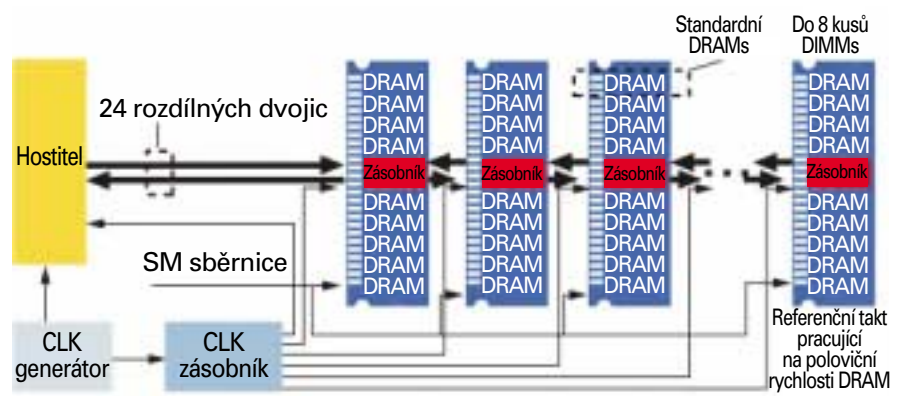 Standardní
DRAMs
Do 8 kusů
DIMMs
24 rozdílných dvojic
Hostitel
DRAM
DRAM
DRAM
DRAM
Zásobník
DRAM
DRAM
DRAM
DRAM
DRAM
DRAM
DRAM
DRAM
DRAM
Zásobník
DRAM
DRAM
DRAM
DRAM
DRAM
DRAM
DRAM
DRAM
DRAM
Zásobník
DRAM
DRAM
DRAM
DRAM
DRAM
DRAM
DRAM
DRAM
DRAM
Zásobník
DRAM
DRAM
DRAM
DRAM
DRAM
SM sběrnice
CLK
generátor
CLK
zásobník
Referenční takt
pracující
na poloviční
rychlosti DRAM